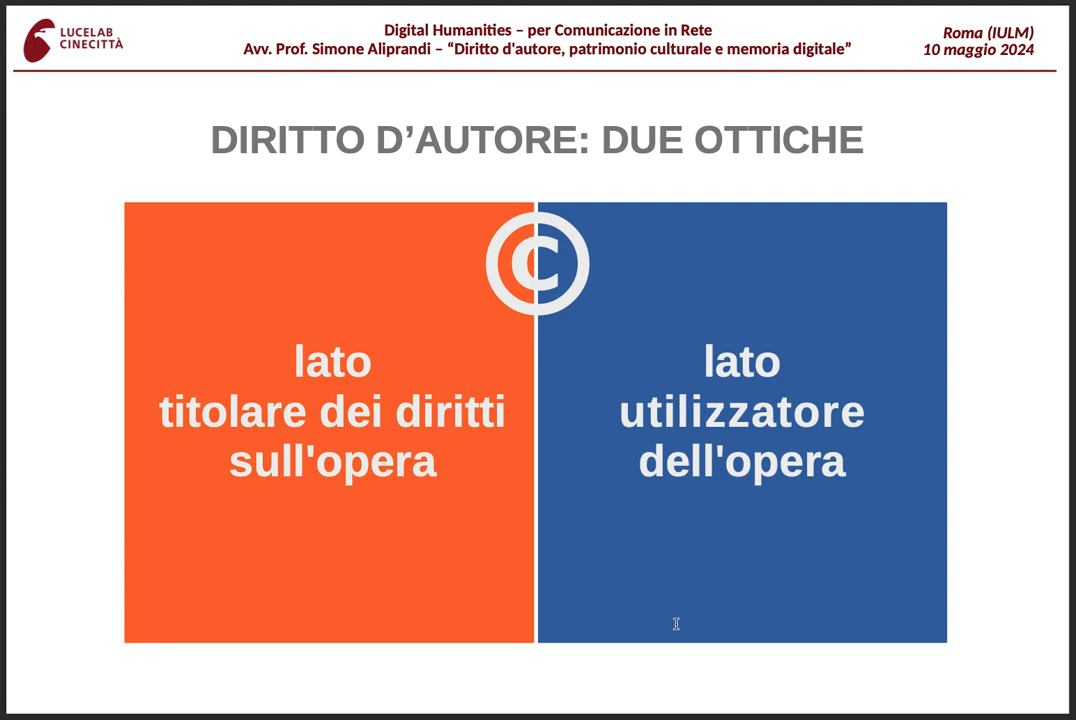 LUCELAB
CINECITTÀ
Digital Humanities – per Comunicazione in Rete
Avv. Prof. Simone Aliprandi – “Diritto d'autore, patrimonio culturale e memoria digitale”
Roma (IULM)
10 maggio 2024
DIRITTO D’AUTORE: DUE OTTICHE
©
lato
titolare dei diritti
sull'opera
lato
utilizzatore
dell'opera